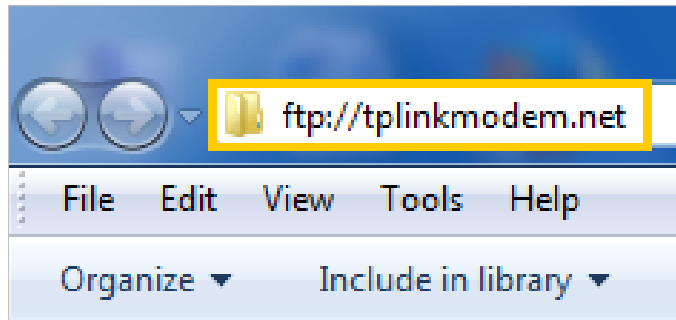 ftp://tplinkmodem.net
File Edit View Tools Help
Organize Include in library